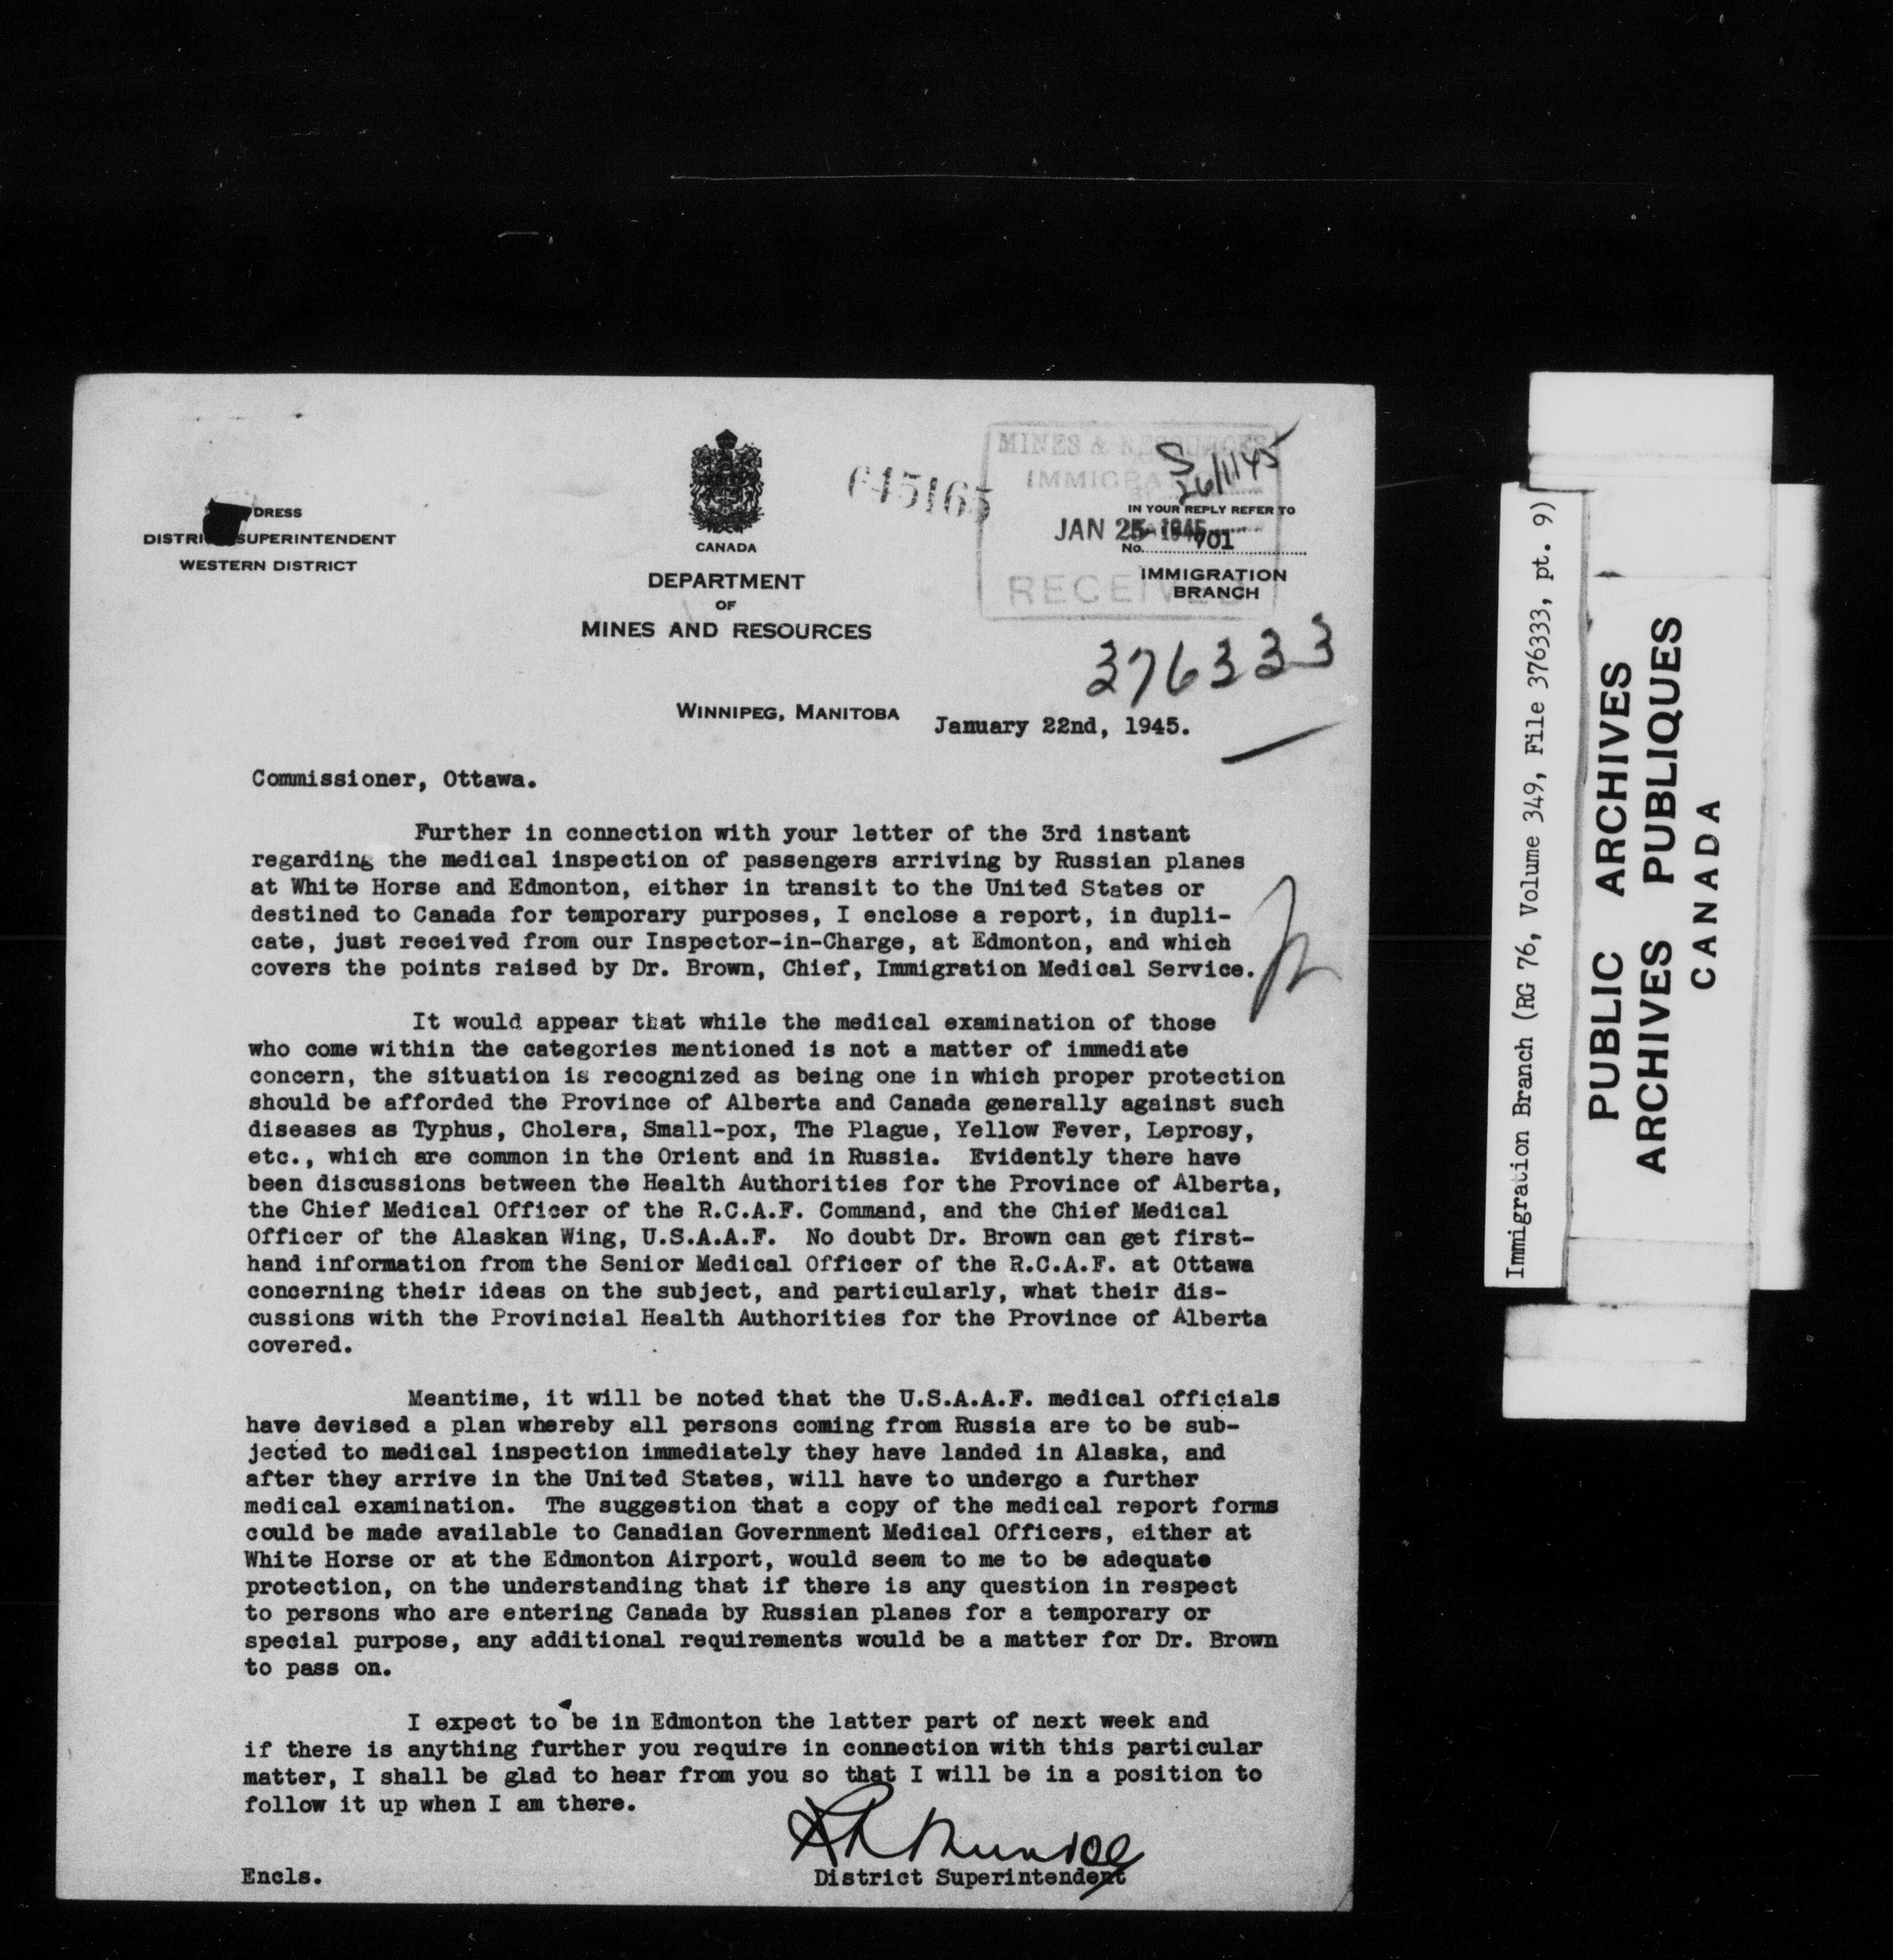 DRESS
DISTRI SUPERINTENDENT
WESTERN DISTRICT
CANADA
DEPARTMENT
OF
MINES AND RESOURCES
645165
MINES & RESOURCES
IMMIGRA
JAN 25 1945
RECEIVED
S
26/1/45
IN YOUR REPLY REFER TO
No. 701
IMMIGRATION
BRANCH
376333
WINNIPEG, MANITOBA January 22nd, 1945.
Commissioner, Ottawa.
Further in connection with your letter of the 3rd instant
regarding the medical inspection of passengers arriving by Russian planes
at White Horse and Edmonton, either in transit to the United States or
destined to Canada for temporary purposes, I enclose a report, in dupli-
cate, just received from our Inspector-in-Charge, at Edmonton, and which
covers the points raised by Dr. Brown, Chief, Immigration Medical Service.
It would appear that while the medical examination of those
who come within the categories mentioned is not a matter of immediate
concern, the situation is recognized as being one in which proper protection
should be afforded the Province of Alberta and Canada generally against such
diseases as Typhus, Cholera, Small-pox, The Plague, Yellow Fever, Leprosy,
etc., which are common in the Orient and in Russia. Evidently there have
been discussions between the Health Authorities for the Province of Alberta,
the Chief Medical Officer of the R.C.A.F. Command, and the Chief Medical
Officer of the Alaskan Wing, U.S.A.A.F. No doubt Dr. Brown can get first-
hand information from the Senior Medical Officer of the R.C.A.F. at Ottawa
concerning their ideas on the subject, and particularly, what their dis-
cussions with the Provincial Health Authorities for the Province of Alberta
covered.
Meantime, it will be noted that the U.S.A.A.F. medical officials
have devised a plan whereby all persons coming from Russia are to be sub-
jected to medical inspection immediately they have landed in Alaska, and
after they arrive in the United States, will have to undergo a further
medical examination. The suggestion that a copy of the medical report forms
could be made available to Canadian Government Medical Officers, either at
White Horse or at the Edmonton Airport, would seem to me to be adequate
protection, on the understanding that if there is any question in respect
to persons who are entering Canada by Russian planes for a temporary or
special purpose, any additional requirements would be a matter for Dr. Brown
to pass on.
I expect to be in Edmonton the latter part of next week and
if there is anything further you require in connection with this particular
matter, I shall be glad to hear from you so that I will be in a position to
follow it up when I am there.
Encls.
District Superintendent
Immigration Branch (RG 76, Volume 349, File 376333, pt. 9)
PUBLIC ARCHIVES
ARCHIVES PUBLIQUES
CANADA